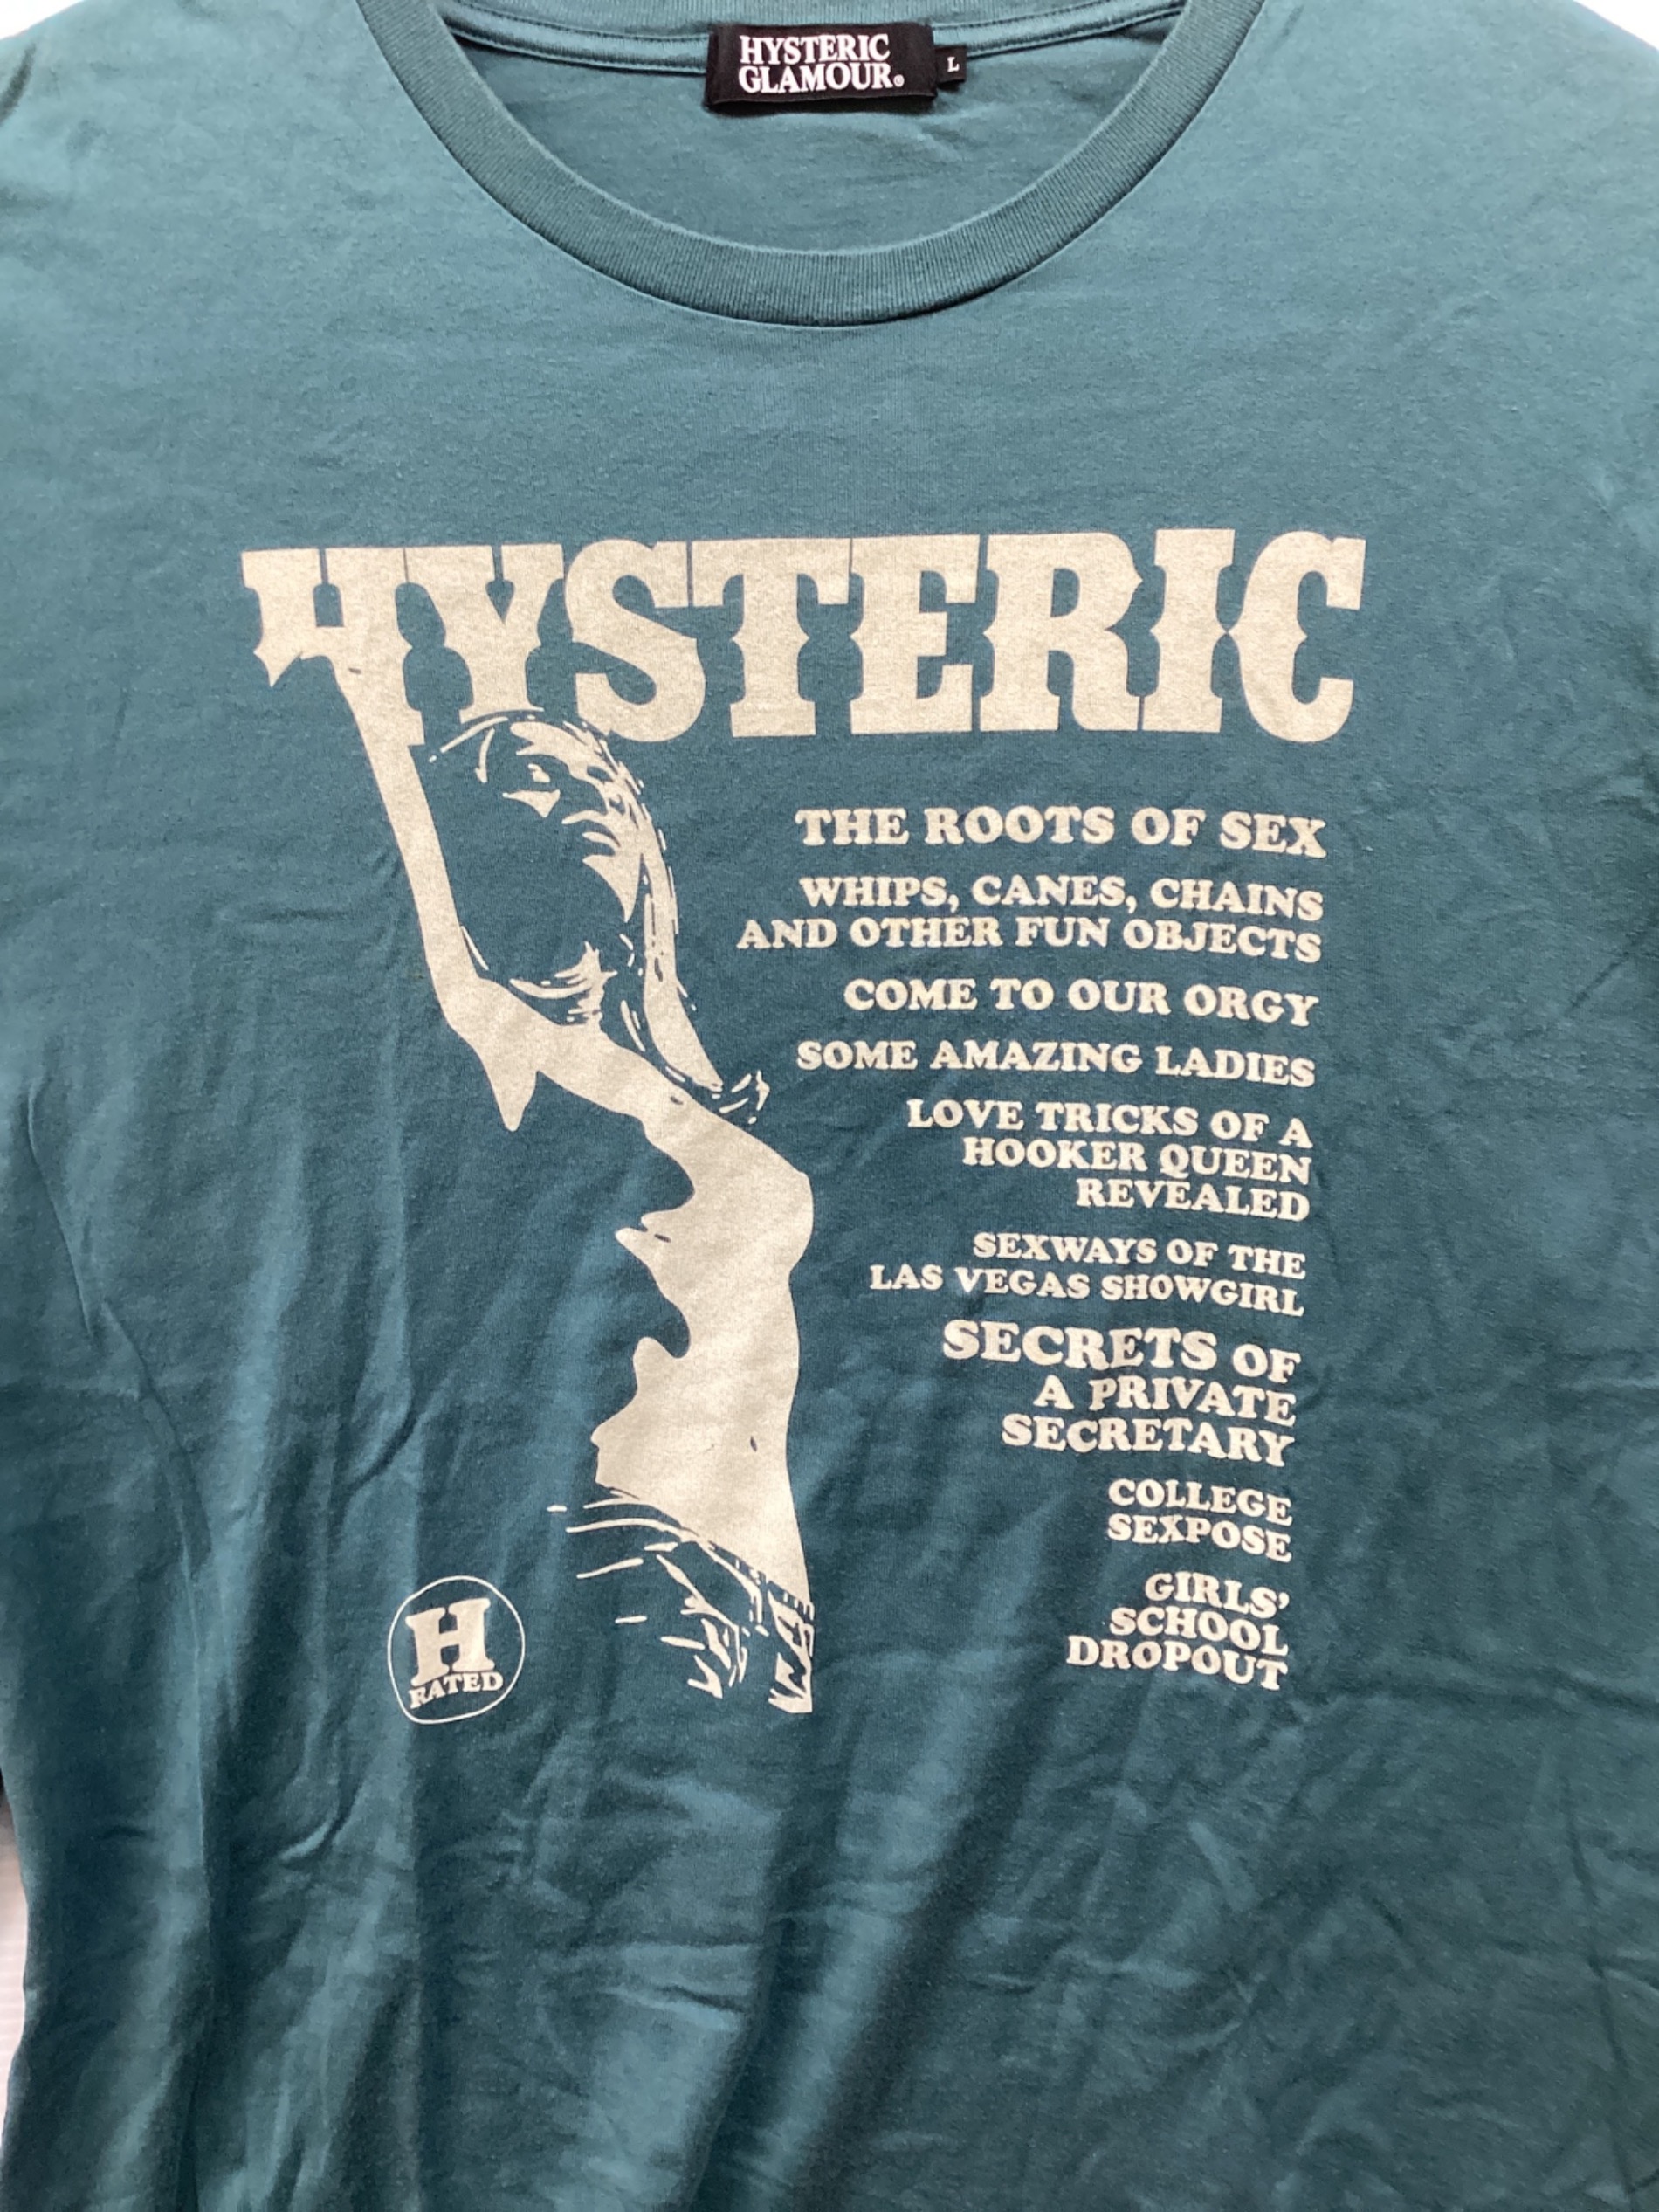 HYSTERIC
GLAMOUR®
L
HYSTERIC
THE ROOTS OF SEX
WHIPS, CANES, CHAINS
AND OTHER FUN OBJECTS
COME TO OUR ORGY
SOME AMAZING LADIES
LOVE TRICKS OF A
HOOKER QUEEN
REVEALED
SEXWAYS OF THE
LAS VEGAS SHOWGIRL
SECRETS OF
A PRIVATE
SECRETARY
COLLEGE
SEXPOSE
GIRLS'
SCHOOL
DROPOUT
H
RATED